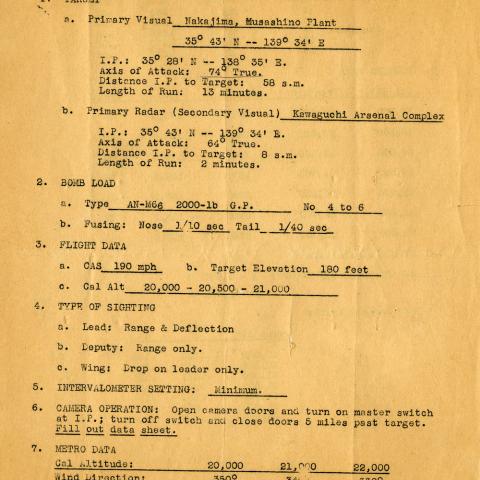 1. TARGET
a. Primary Visual Nakajima, Musashino Plant
35° 43' N -- 139° 34' E
I.P.: 35° 28' N -- 138° 35' E.
Axis of Attack: 74° True.
Distance I.P. to Target: 58 s.m.
Length of Run: 13 minutes.
b. Primary Radar (Secondary Visual) Kawaguchi Arsenal Complex
I.P.: 35° 43' N -- 139° 34' E.
Axis of Attack: 64° True.
Distance I.P. to Target: 8 s.m.
Length of Run: 2 minutes.
2. BOMB LOAD
a. Type AN-M66 2000-lb G.P. No 4 to 6
b. Fusing: Nose 1/10 sec Tail 1/40 sec
3. FLIGHT DATA
a. CAS 190 mph b. Target Elevation 180 feet
c. Cal Alt 20,000 - 20,500 - 21,000
4. TYPE OF SIGHTING
a. Lead: Range & Deflection
b. Deputy: Range only.
c. Wing: Drop on leader only.
5. INTERVALOMETER SETTING: Minimum.
6. CAMERA OPERATION: Open camera doors and turn on master switch
at I.P.; turn off switch and close doors 5 miles past target.
Fill out data sheet.
7. METRO DATA
Cal Altitude: 20,000 21,000 22,000
Wind Direction: 350°